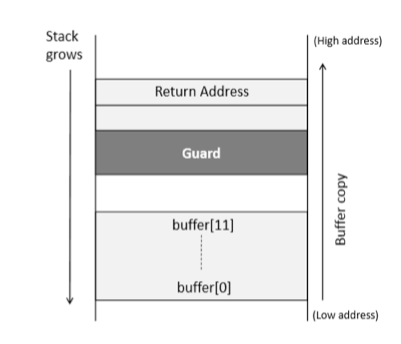 Stack
grows
(High address)
Return Address
Guard
Buffer copy
buffer[11]
buffer[0]
(Low address)